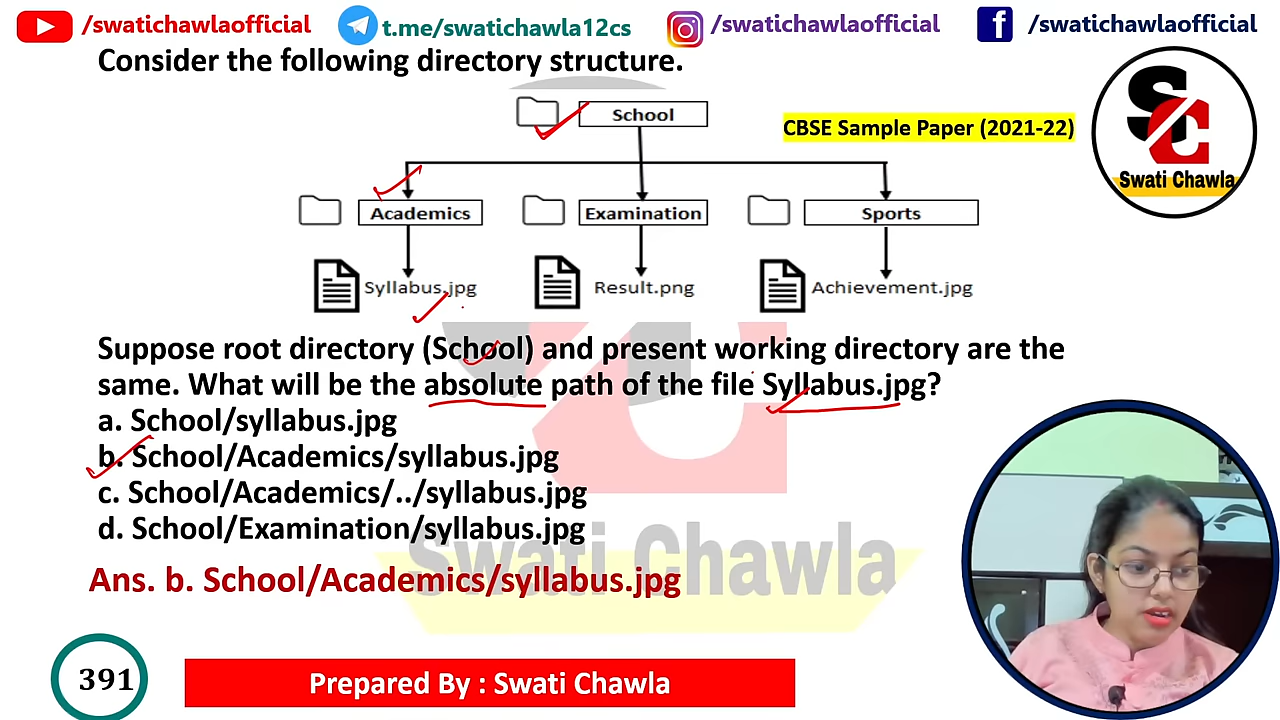 /swatichawlaofficial
t.me/swatichawla12cs
/swatichawlaofficial
/swatichawlaofficial
Consider the following directory structure.
School
CBSE Sample Paper (2021-22)
SC
Swati Chawla
Academics
Examination
Sports
Syllabus.jpg
Result.png
Achievement.jpg
Suppose root directory (School) and present working directory are the
same. What will be the absolute path of the file Syllabus.jpg?
a. School/syllabus.jpg
b. School/Academics/syllabus.jpg
c. School/Academics/../syllabus.jpg
d. School/Examination/syllabus.jpg
Swati Chawla
Ans. b. School/Academics/syllabus.jpg
391
Prepared By : Swati Chawla